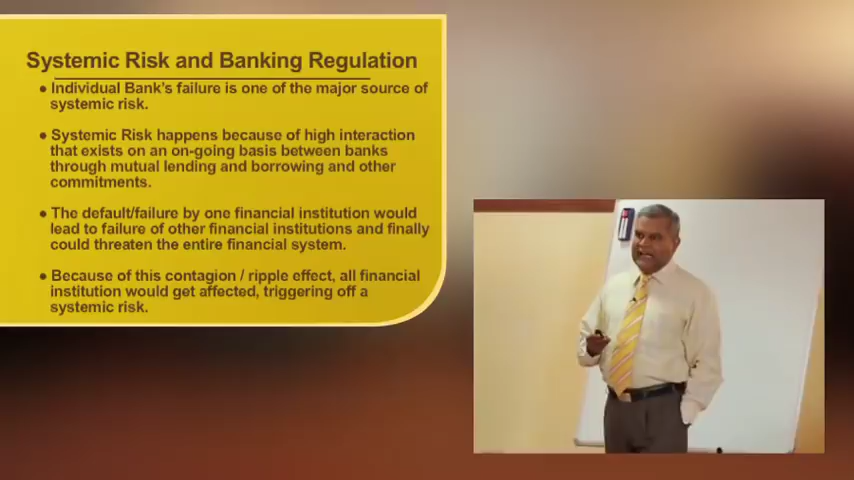 Systemic Risk and Banking Regulation
● Individual Bank's failure is one of the major source of
systemic risk.
● Systemic Risk happens because of high interaction
that exists on an on-going basis between banks
through mutual lending and borrowing and other
commitments.
● The default/failure by one financial institution would
lead to failure of other financial institutions and finally
could threaten the entire financial system.
● Because of this contagion / ripple effect, all financial
institution would get affected, triggering off a
systemic risk.